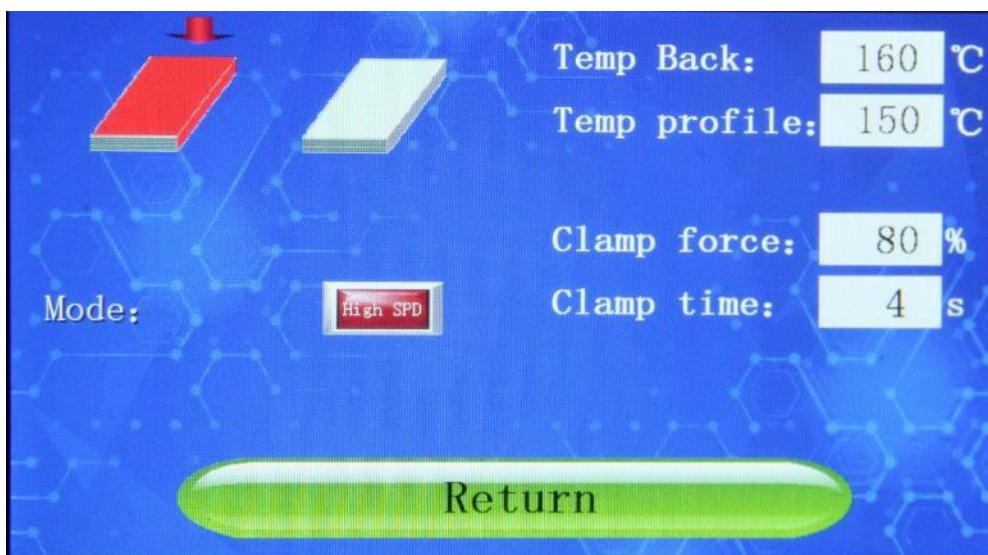 Temp Back: 160 ℃
Temp profile: 150 ℃
Clamp force: 80 %
Clamp time: 4 s
Mode: High SPD
Return